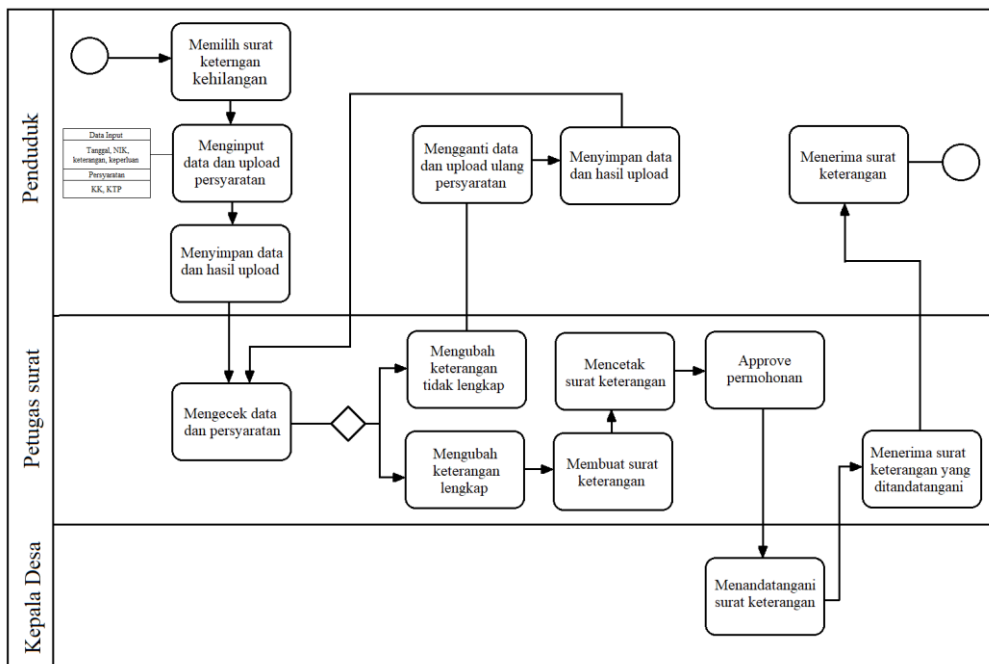 Penduduk
Memilih surat
keterngan
kehilangan
Data Input
Tanggal, NIK,
keterangan, keperluan
Persyaratan
KK, KTP
Menginput
data dan upload
persyaratan
Menyimpan data
dan hasil upload
Mengganti data
dan upload ulang
persyaratan
Menyimpan data
dan hasil upload
Menerima surat
keterangan
Petugas surat
Mengecek data
dan persyaratan
Mengubah
keterangan
tidak lengkap
Mengubah
keterangan
lengkap
Membuat surat
keterangan
Mencetak
surat keterangan
Approve
permohonan
Menerima surat
keterangan yang
ditandatangani
Kepala Desa
Menandatangani
surat keterangan